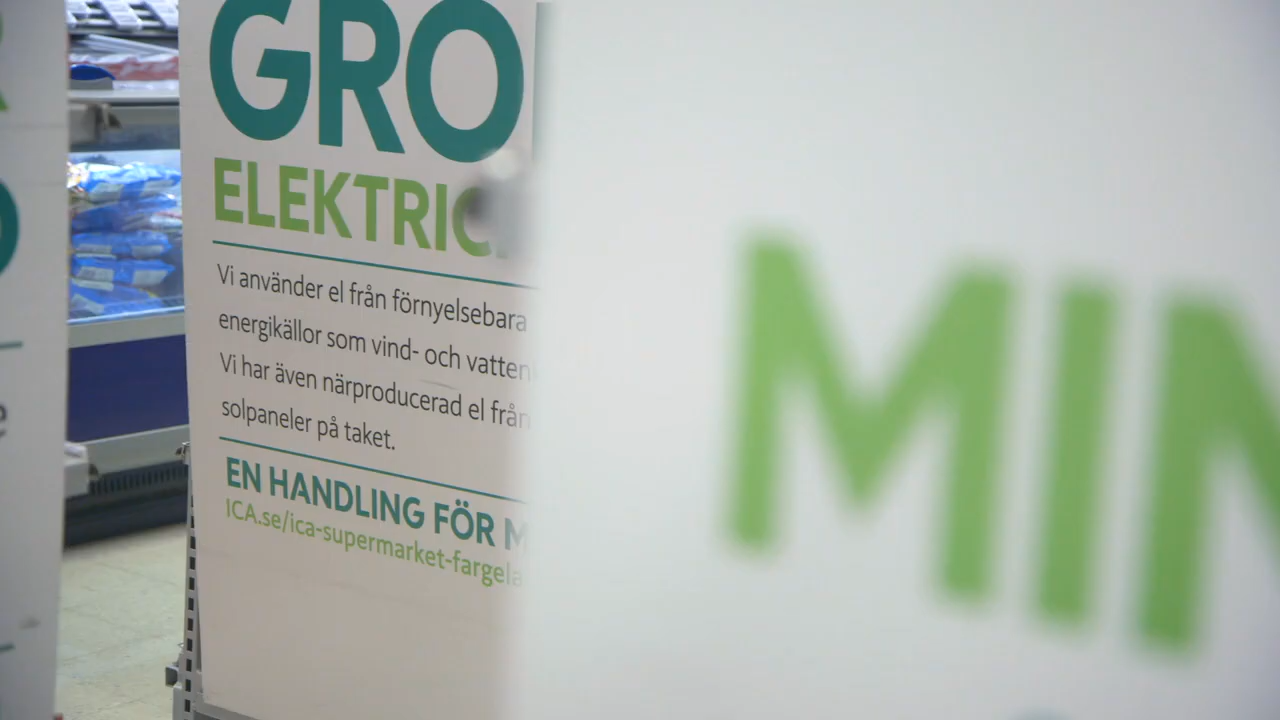 GRO
ELEKTRIC
Vi använder el från förnyelsebara
energikällor som vind- och vatten
Vi har även närproducerad el från
solpaneler på taket.
EN HANDLING FÖR M
ICA.se/ica-supermarket-fargela
MIN